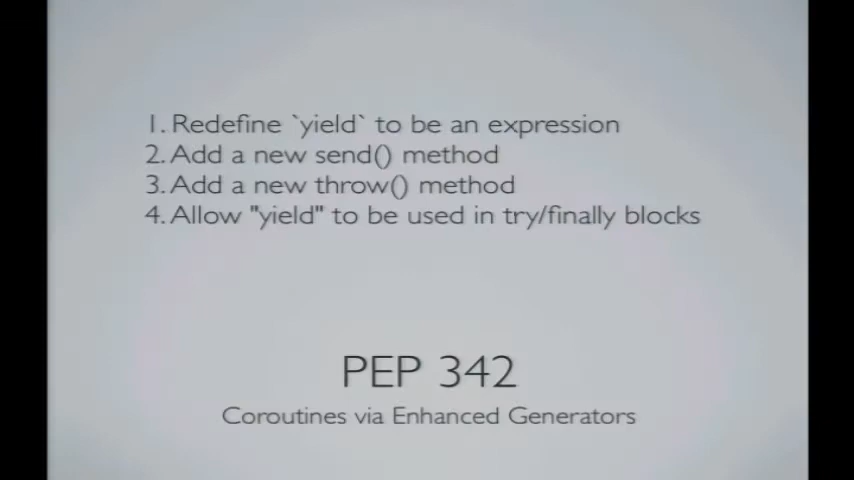 1. Redefine `yield` to be an expression
2. Add a new send() method
3. Add a new throw() method
4. Allow "yield" to be used in try/finally blocks
PEP 342
Coroutines via Enhanced Generators